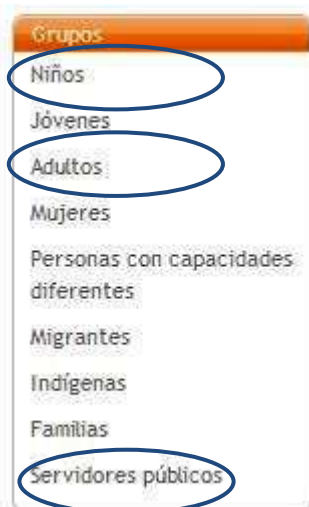 Grupos
Niños
Jóvenes
Adultos
Mujeres
Personas con capacidades
diferentes
Migrantes
Indígenas
Familias
Servidores públicos